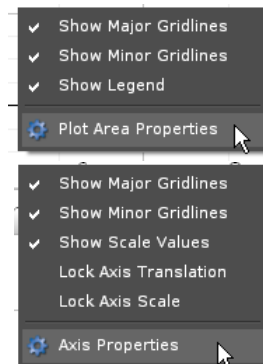 Show Major Gridlines
Show Minor Gridlines
Show Legend
Plot Area Properties
Show Major Gridlines
Show Minor Gridlines
Show Scale Values
Lock Axis Translation
Lock Axis Scale
Axis Properties